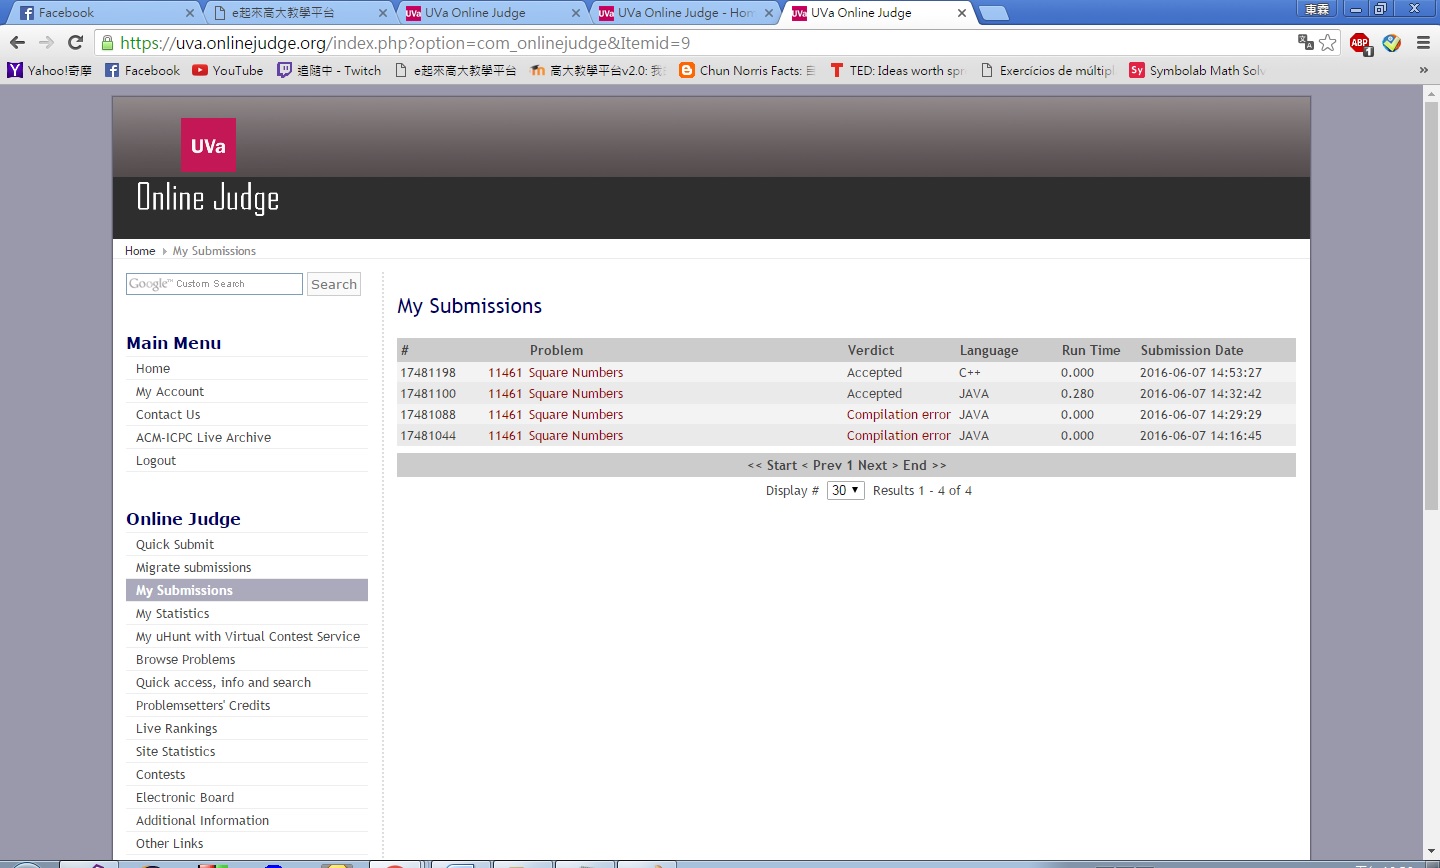 Facebook
e起來高大教學平台
UVa Online Judge
UVa Online Judge - Hom
UVa Online Judge
東霖
https://uva.onlinejudge.org/index.php?option=com_onlinejudge&Itemid=9
ABP
1
Yahoo!奇摩
Facebook
YouTube
追隨中 - Twitch
e起來高大教學平台
高大教學平台v2.0: 我
Chun Norris Facts:
TED: Ideas worth spr
Exercícios de múltipl
Sy Symbolab Math Solv
»
UVa
Online Judge
Home My Submissions
Google™ Custom Search
Search
Main Menu
Home
My Account
Contact Us
ACM-ICPC Live Archive
Logout
Online Judge
Quick Submit
Migrate submissions
My Submissions
My Statistics
My uHunt with Virtual Contest Service
Browse Problems
Quick access, info and search
Problemsetters' Credits
Live Rankings
Site Statistics
Contests
Electronic Board
Additional Information
Other Links
My Submissions
# Problem Verdict Language Run Time Submission Date
17481198 11461 Square Numbers Accepted C++ 0.000 2016-06-07 14:53:27
17481100 11461 Square Numbers Accepted JAVA 0.280 2016-06-07 14:32:42
17481088 11461 Square Numbers Compilation error JAVA 0.000 2016-06-07 14:29:29
17481044 11461 Square Numbers Compilation error JAVA 0.000 2016-06-07 14:16:45
<< Start < Prev 1 Next > End >>
Display # 30 Results 1 - 4 of 4